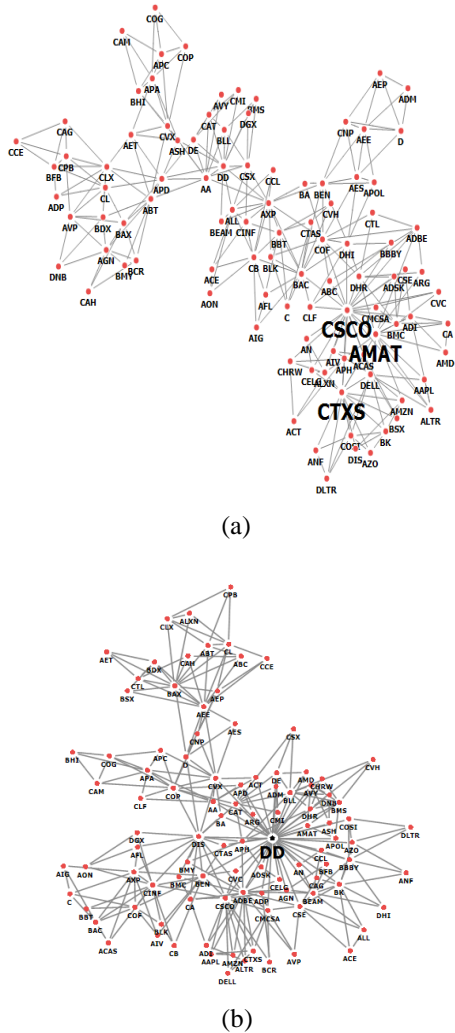 COG
CAM
COP
APC
APA
BHI
AVY CMI
BMS
CAT
DGX
CVX
BLL
AET
ASH DE
CAG
CCE
CPB
BFB
CLX
APD
AA
DD
CSX
CCL
AEP
ADM
CNP
AEE
D
AES APOL
BA BEN
ADP
CL
ABT
AVP
BDX
BAX
AGN
DNB
BMY BCR
CAH
ALL
AXP
BEAM CINF
BBT
CVH
CTAS
COF
CTL
ADBE
DHI
BBBY
ACE
AON
CB BLK
BAC
AFL
ABC
C
CLF
AIG
DHR
ADSK
CSE
ARG
CVC
CMCSA
CSCO
BMC
ADI
CA
AMAT
AMD
AN
AIV
CHRW
APH
ACAS
CELG
ALXN
DELL
AAPL
CTXS
AMZN
ALTR
ACT
BSX
COST
BK
ANF
DIS
AZO
DLTR
(a)
CPB
CLX
ALXN
ABT
CL
AET
BDX
CAH
ABC
CCE
CTL
BSX
BAX
AEP
AEE
AES
CNP
CSX
BHI
COG
APC
D
CVH
APA
CAM
COP
CVX
ACT
DE
AMD
CHRW
CLF
APD
ADM
BLL
AVY
AA
CAT
DNB
BMS
BA
ARG
CMI
DHR
COST
DLTR
DGX
AMAT
ASH
AFL
DIS
APH
DD
APOL
AZO
CTAS
CCL
BBBY
AIG
AON
AXP
BMY
BMC
BEN
CVC
ADSK
AN
BFB
ANF
CINF
CELG
CAG
BK
C
BBT
COF
CA
ADBE
ADP
AGN
BEAM
DHI
BAC
CSCO
CMCSA
CSE
BLK
ALL
ACAS
AIV
CB
ADI
CTXS
ACE
AAPL
AMZN
ALTR
BCR
AVP
DELL
(b)